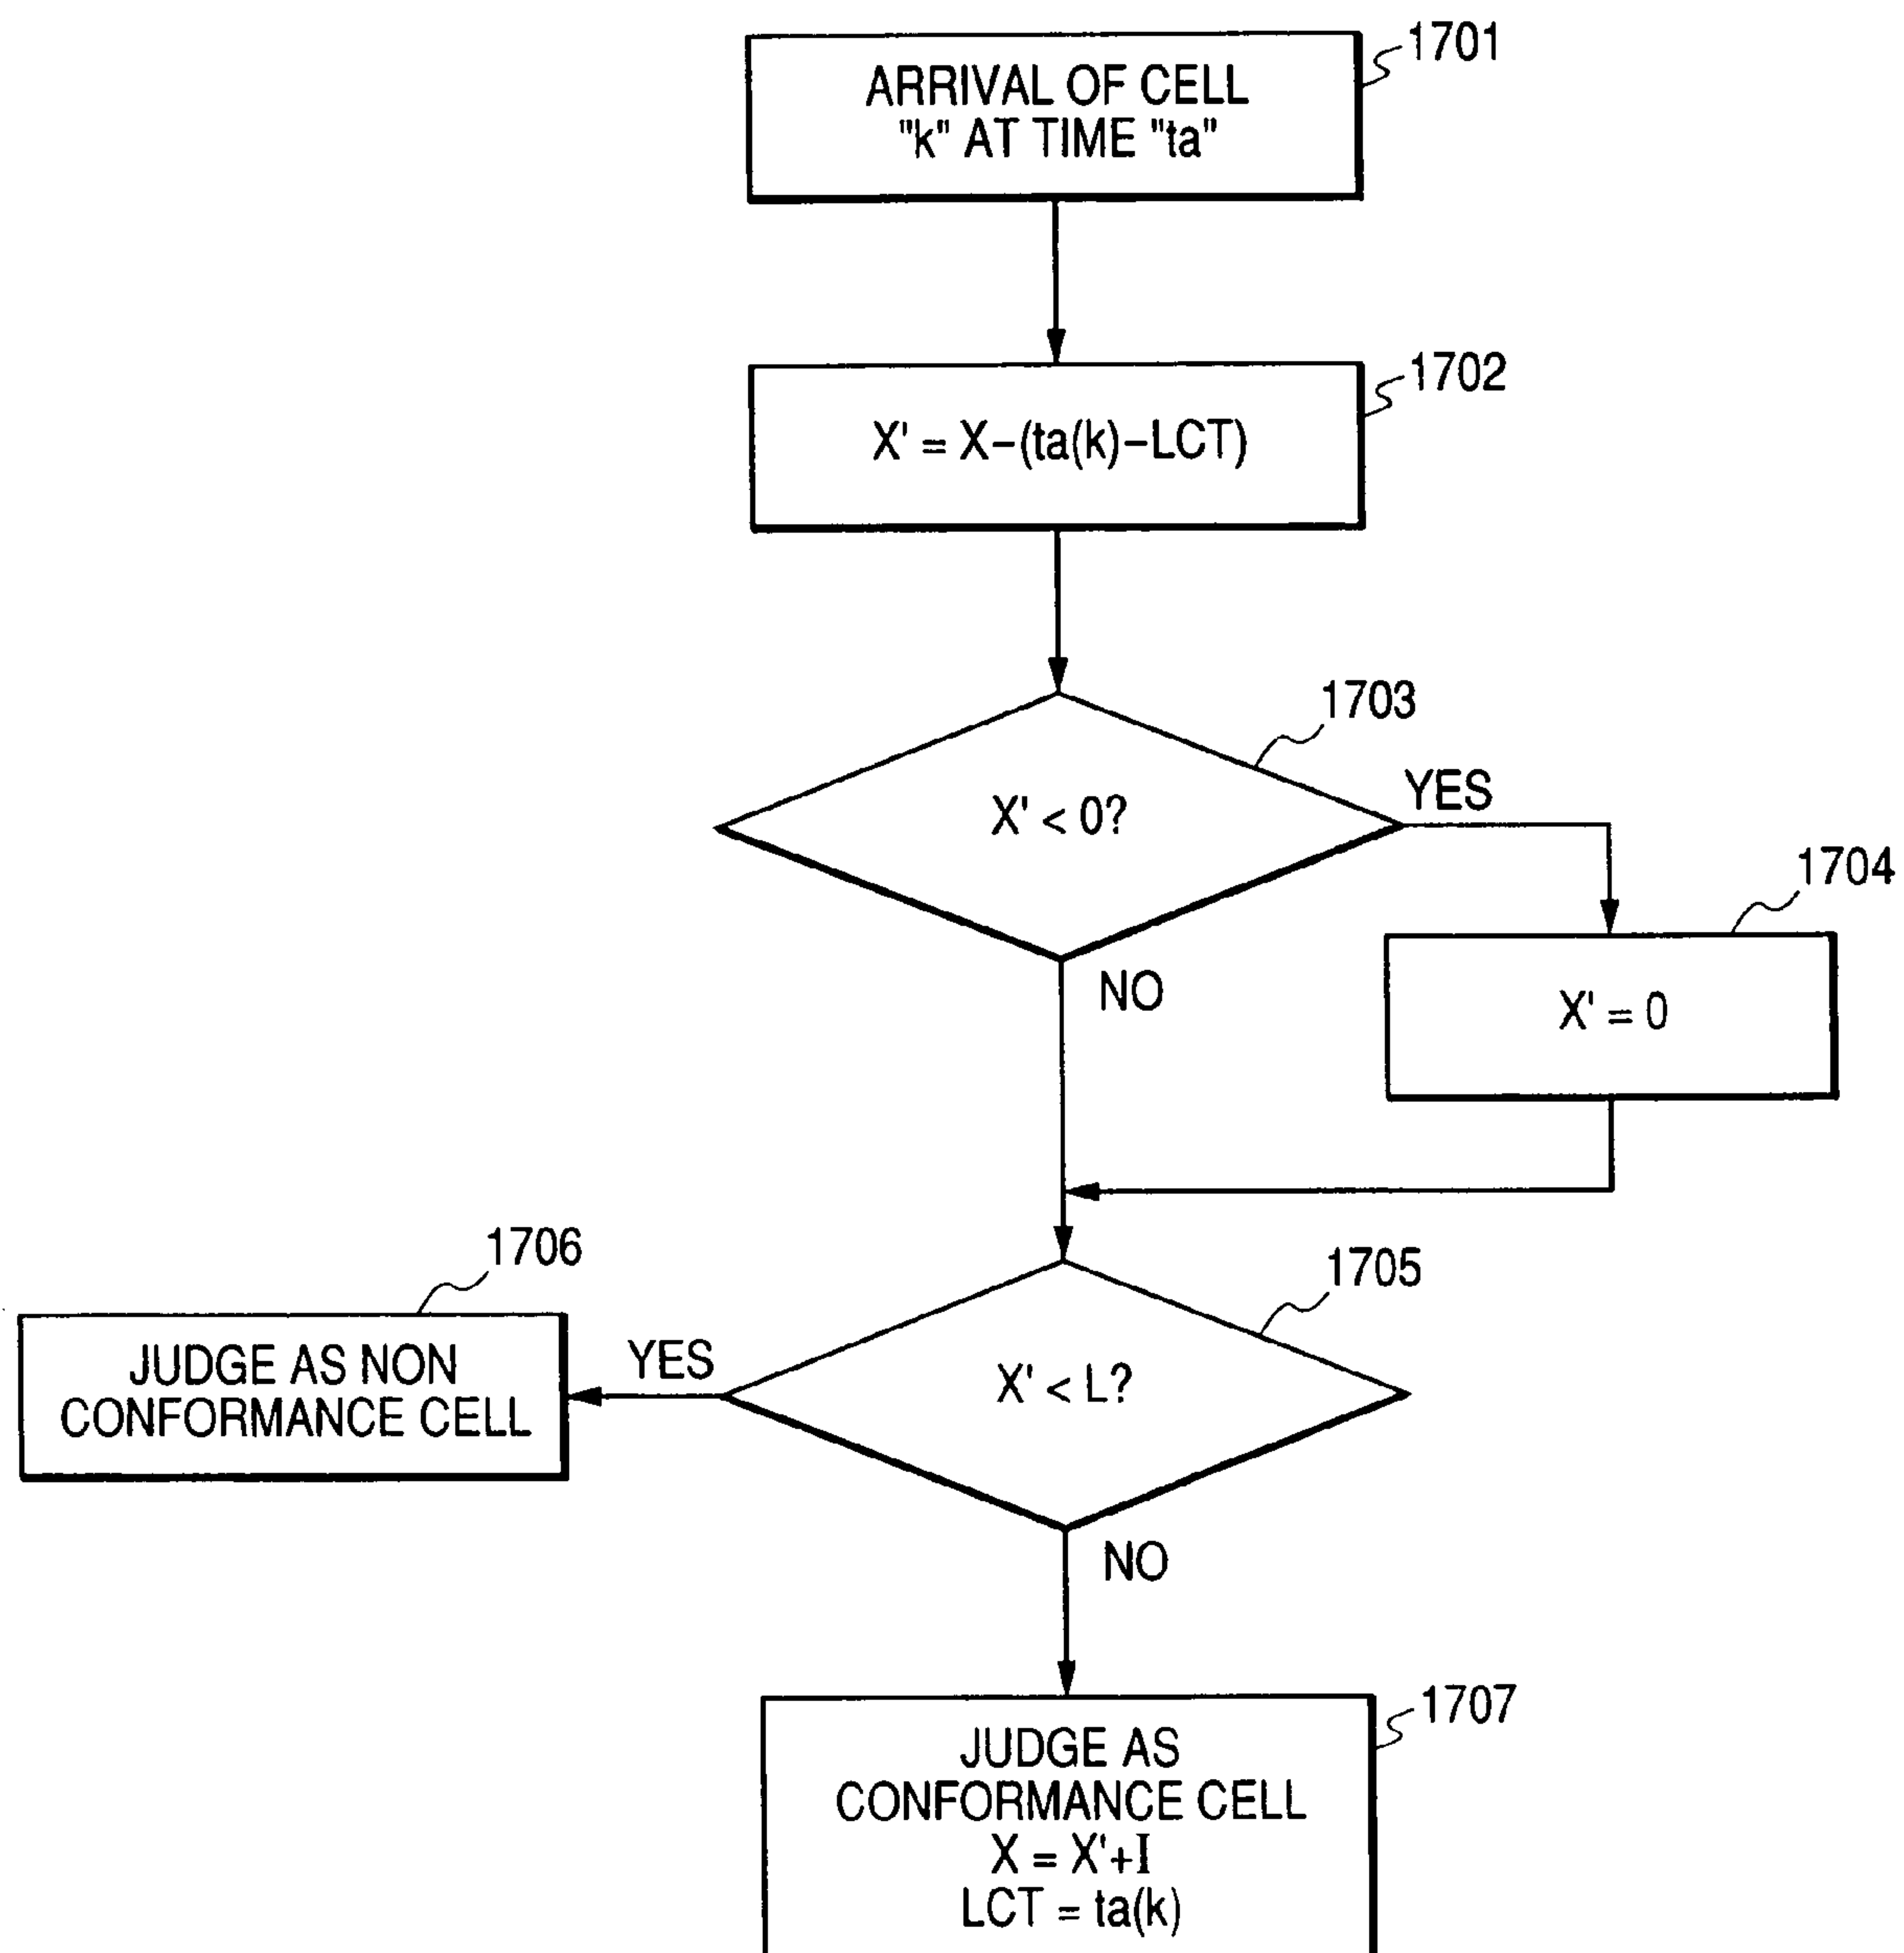 1701
ARRIVAL OF CELL
"k" AT TIME "ta"
1702
X' = X–(ta(k)–LCT)
1703
X' < 0?
YES
1704
NO
X' = 0
1706
1705
JUDGE AS NON
CONFORMANCE CELL
YES
X' < L?
NO
1707
JUDGE AS
CONFORMANCE CELL
X = X'+I
LCT = ta(k)